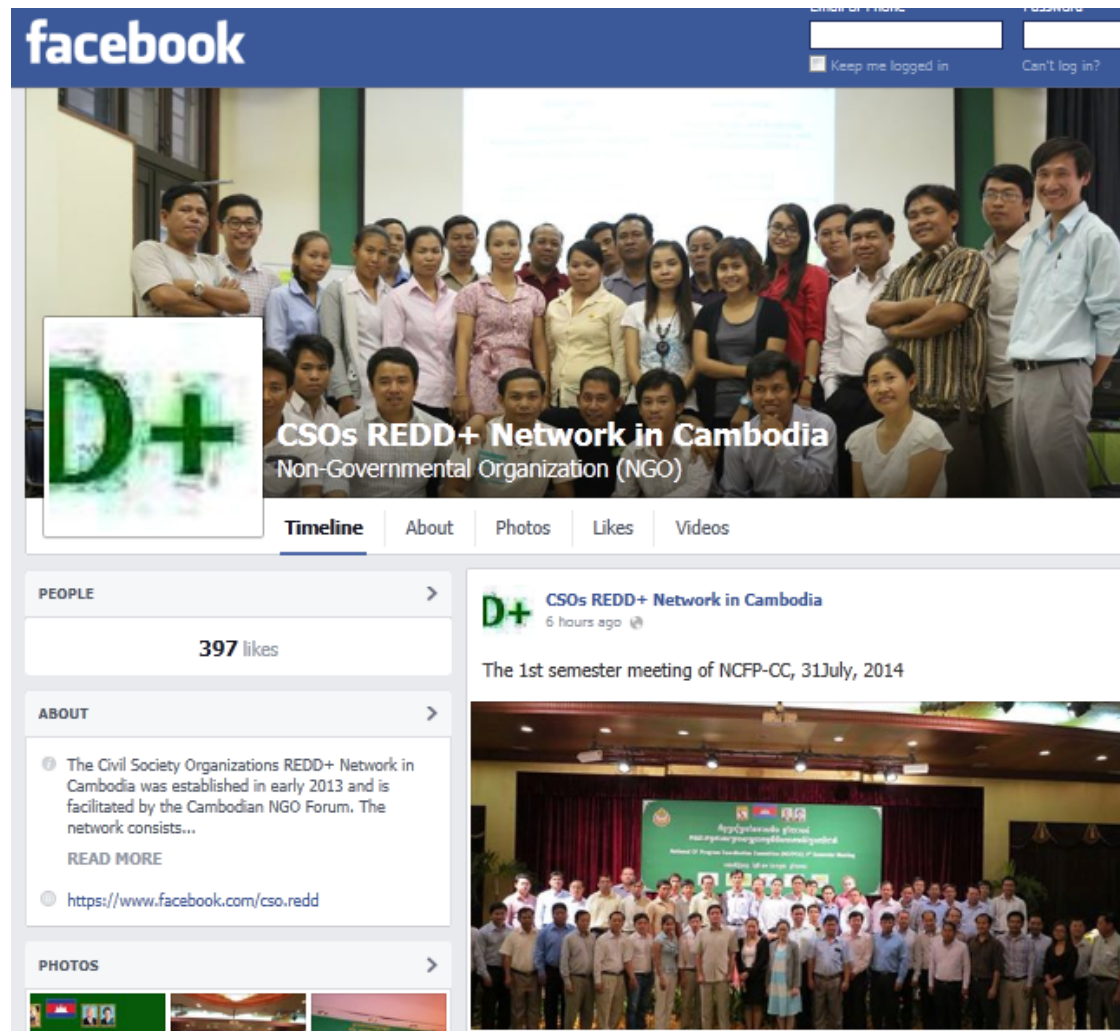 facebook
Email or Phone
Password
Keep me logged in
Can't log in?
D+
CSOs REDD+ Network in Cambodia
Non-Governmental Organization (NGO)
Timeline
About
Photos
Likes
Videos
PEOPLE
397 likes
ABOUT
The Civil Society Organizations REDD+ Network in
Cambodia was established in early 2013 and is
facilitated by the Cambodian NGO Forum. The
network consists...
READ MORE
https://www.facebook.com/cso.redd
PHOTOS
D+
CSOs REDD+ Network in Cambodia
6 hours ago
The 1st semester meeting of NCFP-CC, 31July, 2014